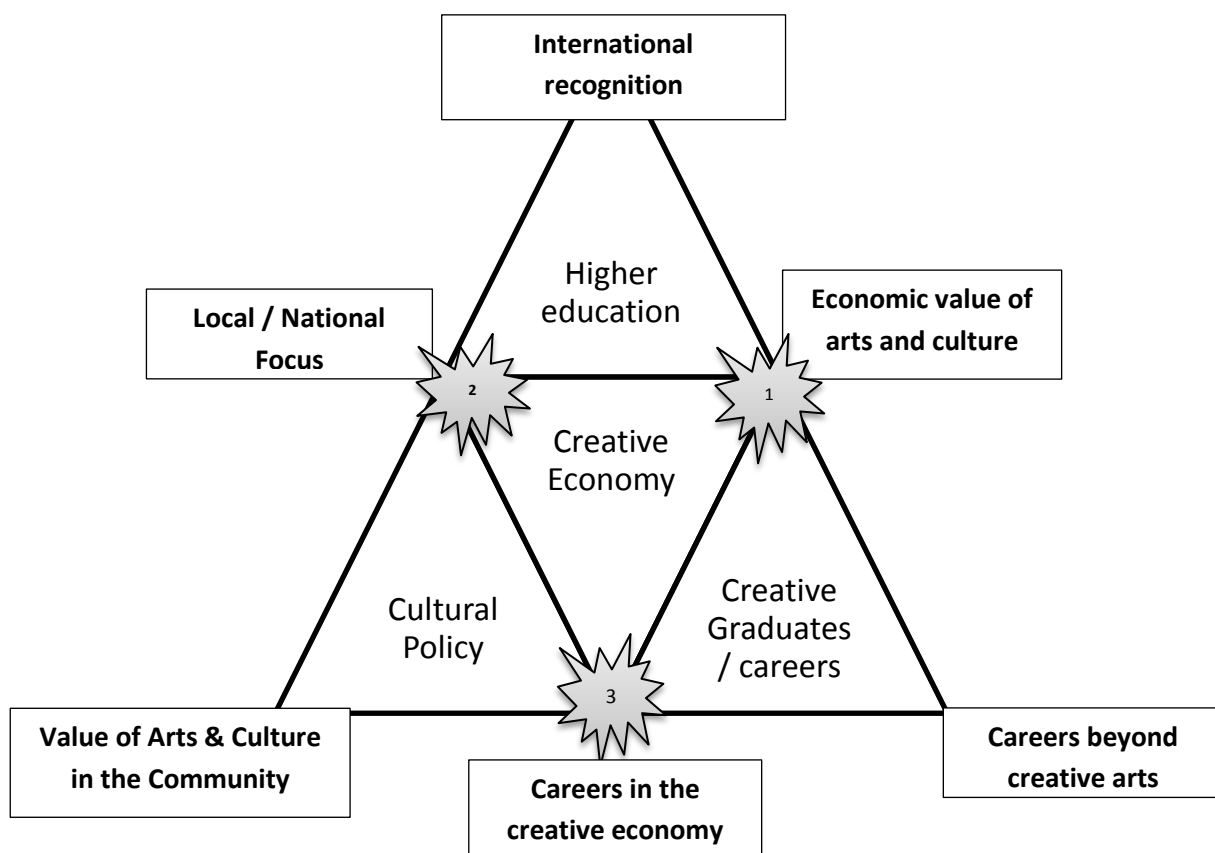 International
recognition
Higher
education
Local / National
Focus
Economic value of
arts and culture
2
1
Creative
Economy
Cultural
Policy
Creative
Graduates
/ careers
3
Value of Arts & Culture
in the Community
Careers in the
creative economy
Careers beyond
creative arts